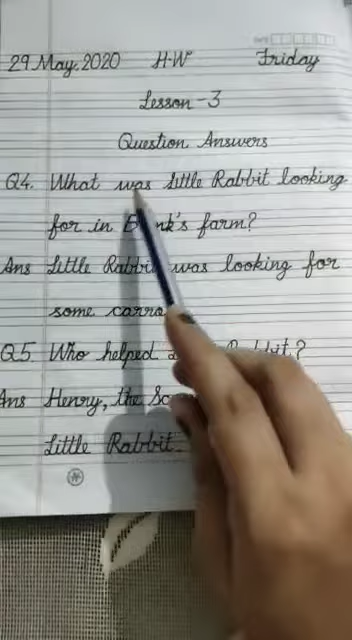 29 May. 2020 H·W Friday
Lesson - 3
Question Answers
Q4. What was little Rabbit looking
for in farm?
Ans Little Rabbit was looking for
some
Q5. Who helped
Ans Henry, the
Little Rabbit.